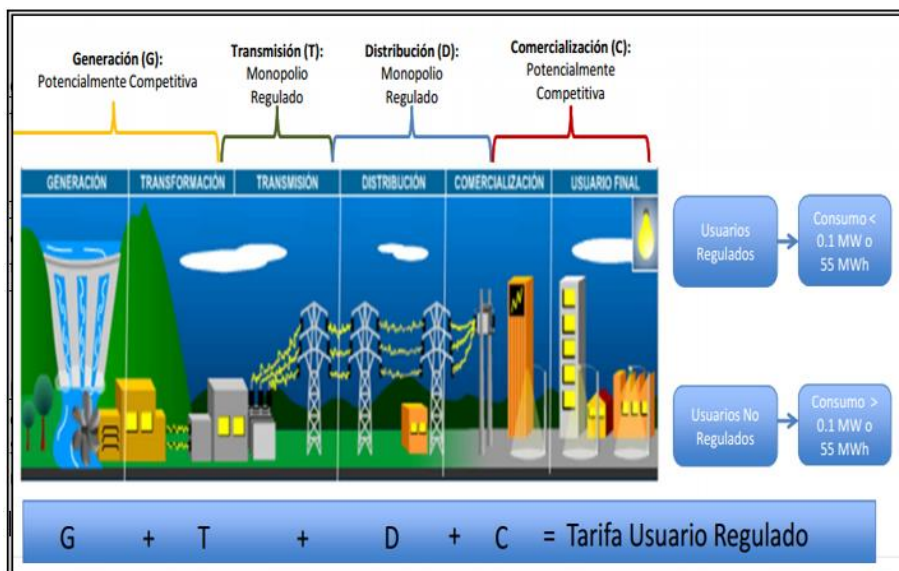 Generación (G):
Potencialmente Competitiva
Transmisión (T):
Monopolio
Regulado
Distribución (D):
Monopolio
Regulado
Comercialización (C):
Potencialmente
Competitiva
GENERACIÓN
TRANSFORMACIÓN
TRANSMISIÓN
DISTRIBUCIÓN
COMERCIALIZACIÓN
USUARIO FINAL
Usuarios
Regulados
Consumo <
0.1 MW o
55 MWh
Usuarios No
Regulados
Consumo >
0.1 MW o
55 MWh
G + T + D + C = Tarifa Usuario Regulado